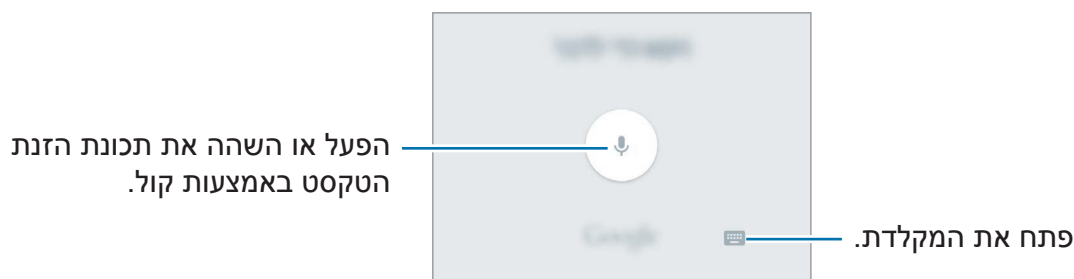 הפעל או השהה את תכונת הזנת
הטקסט באמצעות קול.
פתח את המקלדת.